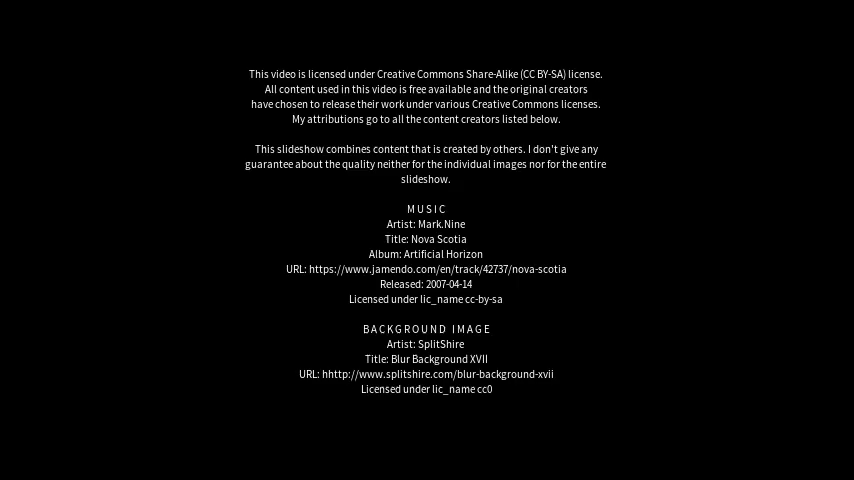 This video is licensed under Creative Commons Share-Alike (CC BY-SA) license.
All content used in this video is free available and the original creators
have chosen to release their work under various Creative Commons licenses.
My attributions go to all the content creators listed below.
This slideshow combines content that is created by others. I don't give any
guarantee about the quality neither for the individual images nor for the entire
slideshow.
MUSIC
Artist: Mark.Nine
Title: Nova Scotia
Album: Artificial Horizon
URL: https://www.jamendo.com/en/track/42737/nova-scotia
Released: 2007-04-14
Licensed under lic_name cc-by-sa
BACKGROUND IMAGE
Artist: SplitShire
Title: Blur Background XVII
URL: hhttp://www.splitshire.com/blur-background-xvii
Licensed under lic_name cc0